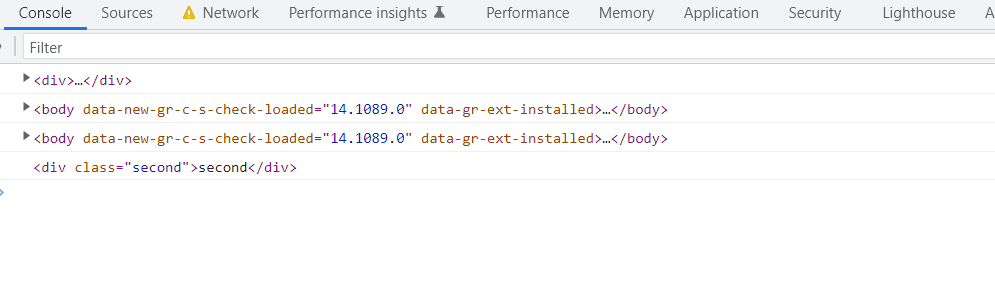 Console Sources Network Performance insights Performance Memory Application Security Lighthouse A
Filter
<div>…</div>
<body data-new-gr-c-s-check-loaded="14.1089.0" data-gr-ext-installed>…</body>
<body data-new-gr-c-s-check-loaded="14.1089.0" data-gr-ext-installed>…</body>
<div class="second">second</div>